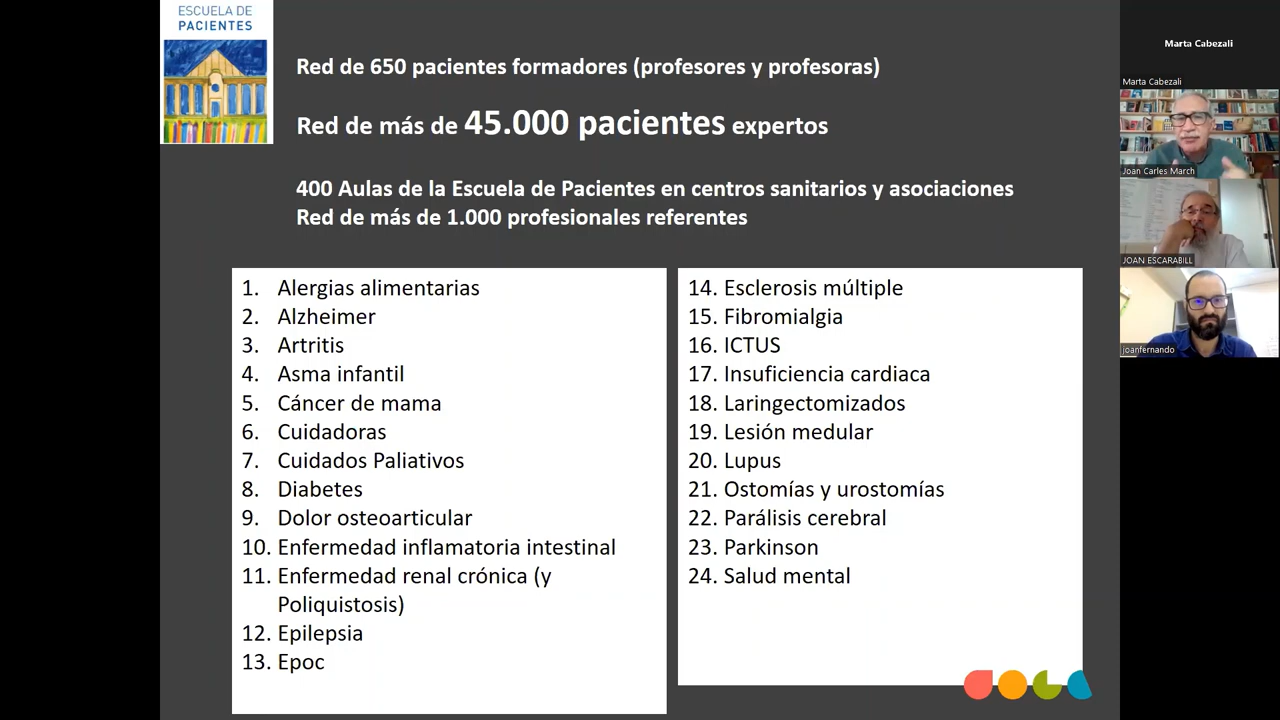 ESCUELA DE
PACIENTES
Red de 650 pacientes formadores (profesores y profesoras)
Red de más de 45.000 pacientes expertos
400 Aulas de la Escuela de Pacientes en centros sanitarios y asociaciones
Red de más de 1.000 profesionales referentes
1. Alergias alimentarias
2. Alzheimer
3. Artritis
4. Asma infantil
5. Cáncer de mama
6. Cuidadoras
7. Cuidados Paliativos
8. Diabetes
9. Dolor osteoarticular
10. Enfermedad inflamatoria intestinal
11. Enfermedad renal crónica (y
Poliquistosis)
12. Epilepsia
13. Epoc
14. Esclerosis múltiple
15. Fibromialgia
16. ICTUS
17. Insuficiencia cardiaca
18. Laringectomizados
19. Lesión medular
20. Lupus
21. Ostomías y urostomías
22. Parálisis cerebral
23. Parkinson
24. Salud mental
Marta Cabezali
Marta Cabezali
Joan Carles March
JOAN ESCARABILL
joanfernando